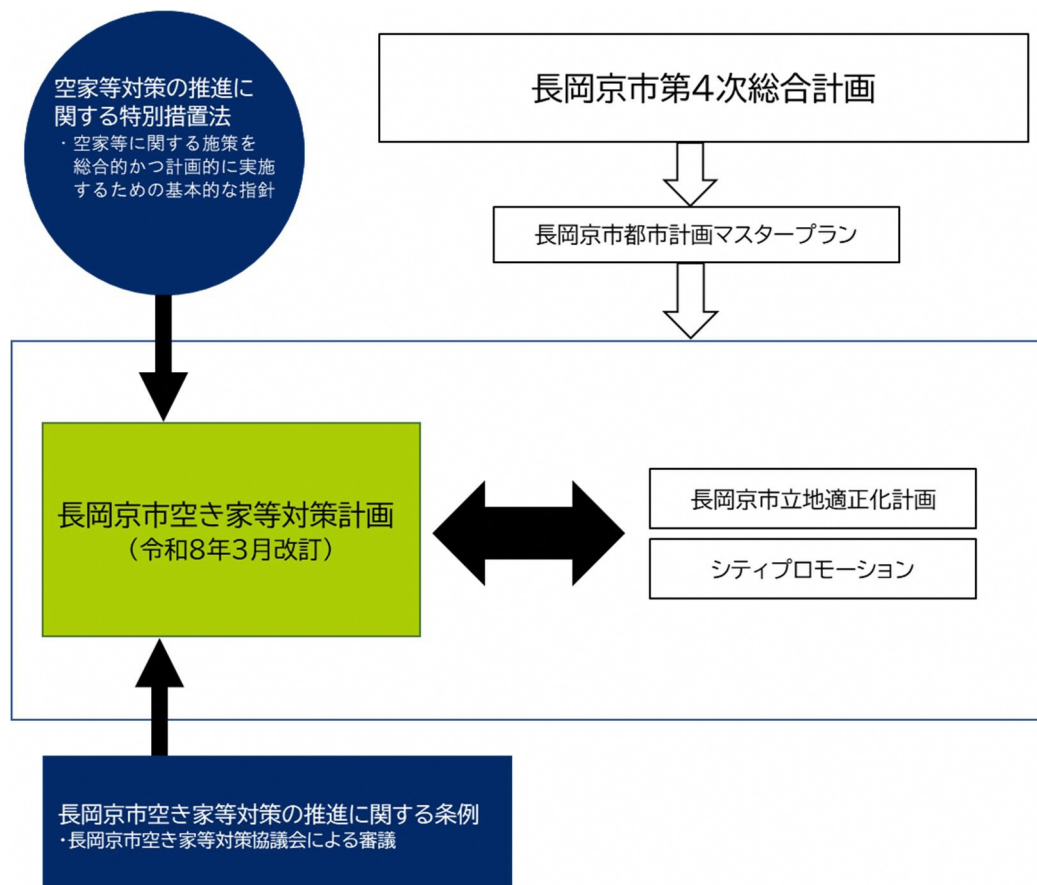 空家等対策の推進に
関する特別措置法
・空家等に関する施策を
総合的かつ計画的に実施
するための基本的な指針
長岡京市第4次総合計画
長岡京市都市計画マスタープラン
長岡京市空き家等対策計画
（令和8年3月改訂）
長岡京市立地適正化計画
シティプロモーション
長岡京市空き家等対策の推進に関する条例
・長岡京市空き家等対策協議会による審議